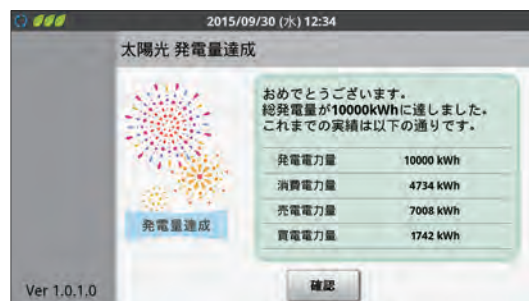 2015/09/30 (水) 12:34
太陽光 発電量達成
おめでとうございます。
総発電量が10000kWhに達しました。
これまでの実績は以下の通りです。
発電電力量 10000 kWh
消費電力量 4734 kWh
売電電力量 7008 kWh
買電電力量 1742 kWh
発電量達成
確認
Ver 1.0.1.0